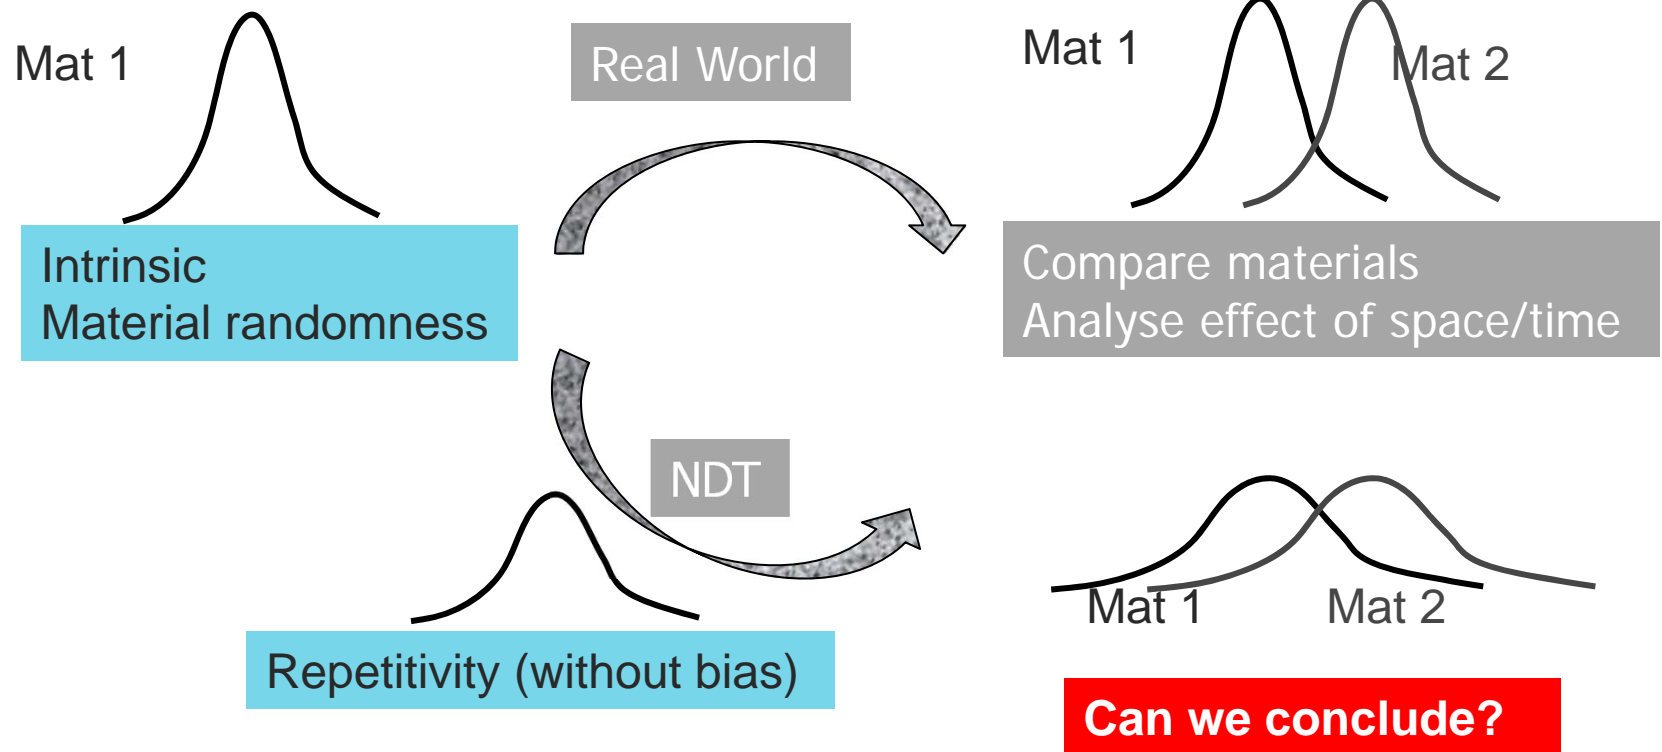 Mat 1
Real World
Mat 1
Mat 2
Intrinsic
Material randomness
Compare materials
Analyse effect of space/time
NDT
Mat 1
Mat 2
Repetitivity (without bias)
Can we conclude?